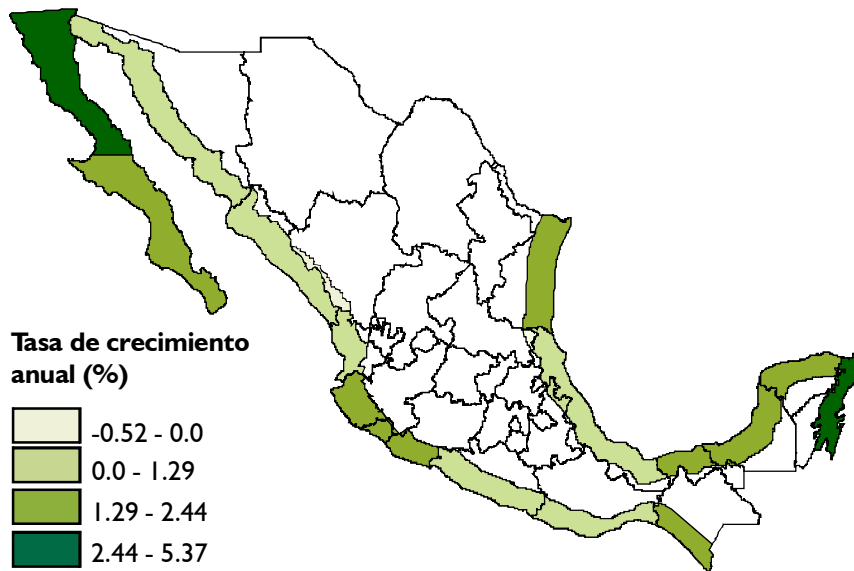 Tasa de crecimiento
anual (%)
-0.52 - 0.0
0.0 - 1.29
1.29 - 2.44
2.44 - 5.37